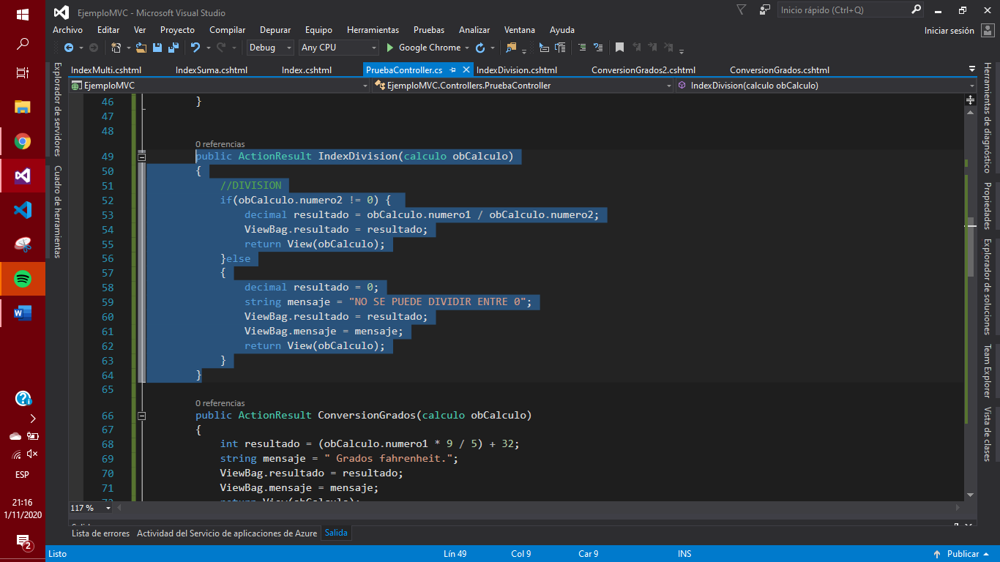 EjemploMVC - Microsoft Visual Studio
Inicio rápido (Ctrl+Q)
Archivo Editar Ver Proyecto Compilar Depurar Equipo Herramientas Pruebas Analizar Ventana Ayuda
Iniciar sesión
Debug Any CPU Google Chrome
IndexMulti.cshtml IndexSuma.cshtml Index.cshtml PruebaController.cs IndexDivision.cshtml ConversionGrados2.cshtml ConversionGrados.cshtml
EjemploMVC EjemploMVC.Controllers.PruebaController IndexDivision(calculo obCalculo)
Explorador de servidores
Cuadro de herramientas
46 }
47
48
0 referencias
49 public ActionResult IndexDivision(calculo obCalculo)
50 {
51 //DIVISION
52 if(obCalculo.numero2 != 0) {
53 decimal resultado = obCalculo.numero1 / obCalculo.numero2;
54 ViewBag.resultado = resultado;
55 return View(obCalculo);
56 }else
57 {
58 decimal resultado = 0;
59 string mensaje = "NO SE PUEDE DIVIDIR ENTRE 0";
60 ViewBag.resultado = resultado;
61 ViewBag.mensaje = mensaje;
62 return View(obCalculo);
63 }
64 }
65
0 referencias
66 public ActionResult ConversionGrados(calculo obCalculo)
67 {
68 int resultado = (obCalculo.numero1 * 9 / 5) + 32;
69 string mensaje = " Grados fahrenheit.";
70 ViewBag.resultado = resultado;
71 ViewBag.mensaje = mensaje;
72 return View(obCalculo);
Herramientas de diagnóstico
Propiedades
Explorador de soluciones
Team Explorer
Vista de clases
117 %
Salida
Lista de errores Actividad del Servicio de aplicaciones de Azure Salida
Listo Lín 49 Col 9 Car 9 INS Publicar
ESP
21:16
1/11/2020
2